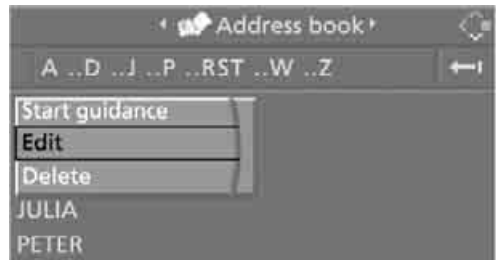 Address book
A ..D ..J ..P ..RST ..W ..Z
Start guidance
Edit
Delete
JULIA
PETER